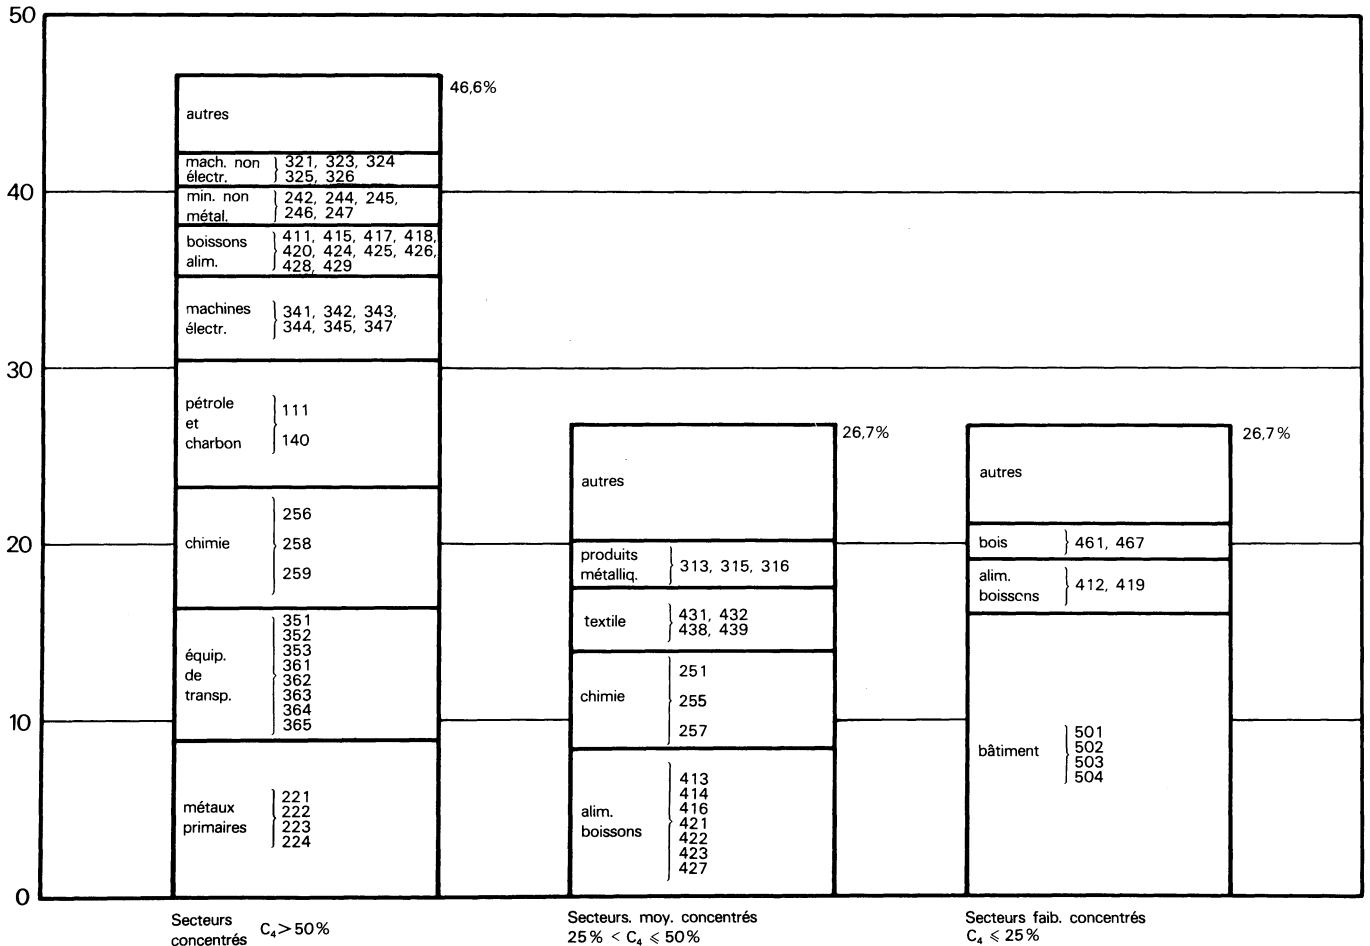 50
40
30
20
10
0
46,6%
autres
mach. non
électr.
321, 323, 324
325, 326
min. non
métal.
242, 244, 245,
246, 247
boissons
alim.
411, 415, 417, 418,
420, 424, 425, 426,
428, 429
machines
électr.
341, 342, 343,
344, 345, 347
pétrole
et
charbon
111
140
chimie
256
258
259
équip.
de
transp.
351
352
353
361
362
363
364
365
métaux
primaires
221
222
223
224
Secteurs
concentrés
C₄ > 50%
26,7%
autres
produits
métalliq.
313, 315, 316
textile
431, 432
438, 439
chimie
251
255
257
alim.
boissons
413
414
416
421
422
423
427
Secteurs. moy. concentrés
25% < C₄ ⩽ 50%
26,7%
autres
bois
461, 467
alim.
boissons
412, 419
bâtiment
501
502
503
504
Secteurs faib. concentrés
C₄ ⩽ 25%